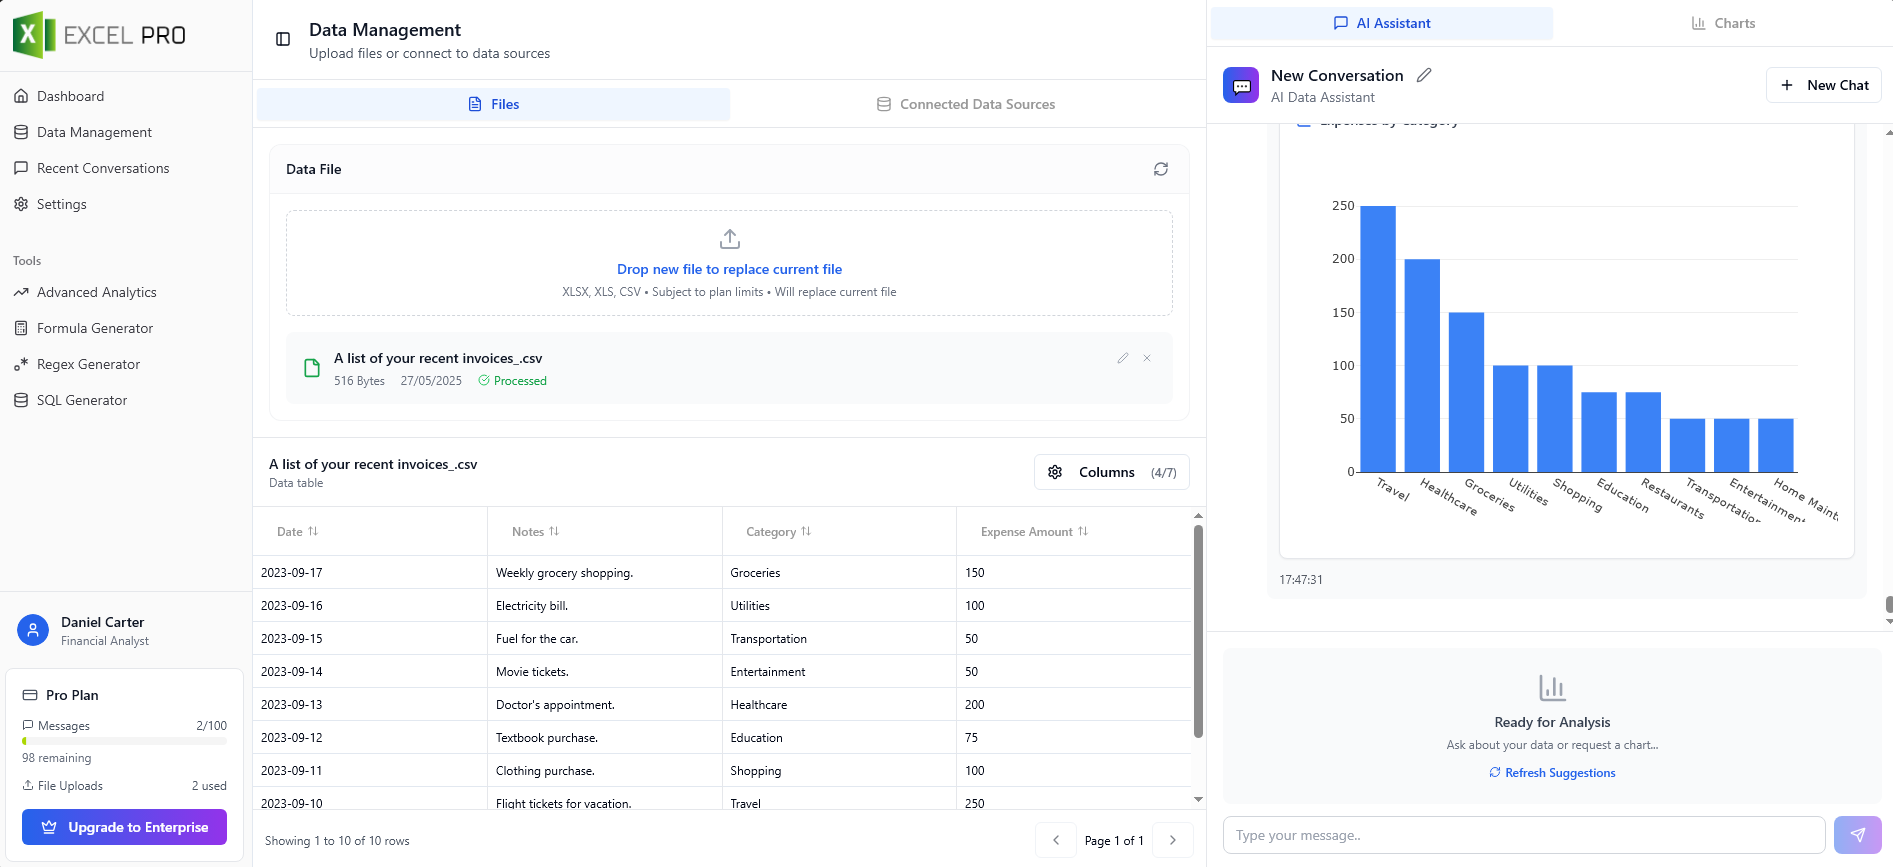 EXCEL PRO
Dashboard
Data Management
Recent Conversations
Settings
Tools
Advanced Analytics
Formula Generator
Regex Generator
SQL Generator
Daniel Carter
Financial Analyst
Pro Plan
Messages 2/100
98 remaining
File Uploads 2 used
Upgrade to Enterprise
Data Management
Upload files or connect to data sources
Files
Connected Data Sources
Data File
Drop new file to replace current file
XLSX, XLS, CSV • Subject to plan limits • Will replace current file
A list of your recent invoices_.csv
516 Bytes 27/05/2025 Processed
A list of your recent invoices_.csv
Data table
Columns (4/7)
Date Notes Category Expense Amount
2023-09-17 Weekly grocery shopping. Groceries 150
2023-09-16 Electricity bill. Utilities 100
2023-09-15 Fuel for the car. Transportation 50
2023-09-14 Movie tickets. Entertainment 50
2023-09-13 Doctor's appointment. Healthcare 200
2023-09-12 Textbook purchase. Education 75
2023-09-11 Clothing purchase. Shopping 100
2023-09-10 Flight tickets for vacation. Travel 250
Showing 1 to 10 of 10 rows
Page 1 of 1
AI Assistant
Charts
New Conversation
AI Data Assistant
New Chat
Expenses by Category
250
200
150
100
50
0
Travel
Healthcare
Groceries
Utilities
Shopping
Education
Restaurants
Transportation
Entertainment
Home Maint
17:47:31
Ready for Analysis
Ask about your data or request a chart...
Refresh Suggestions
Type your message..